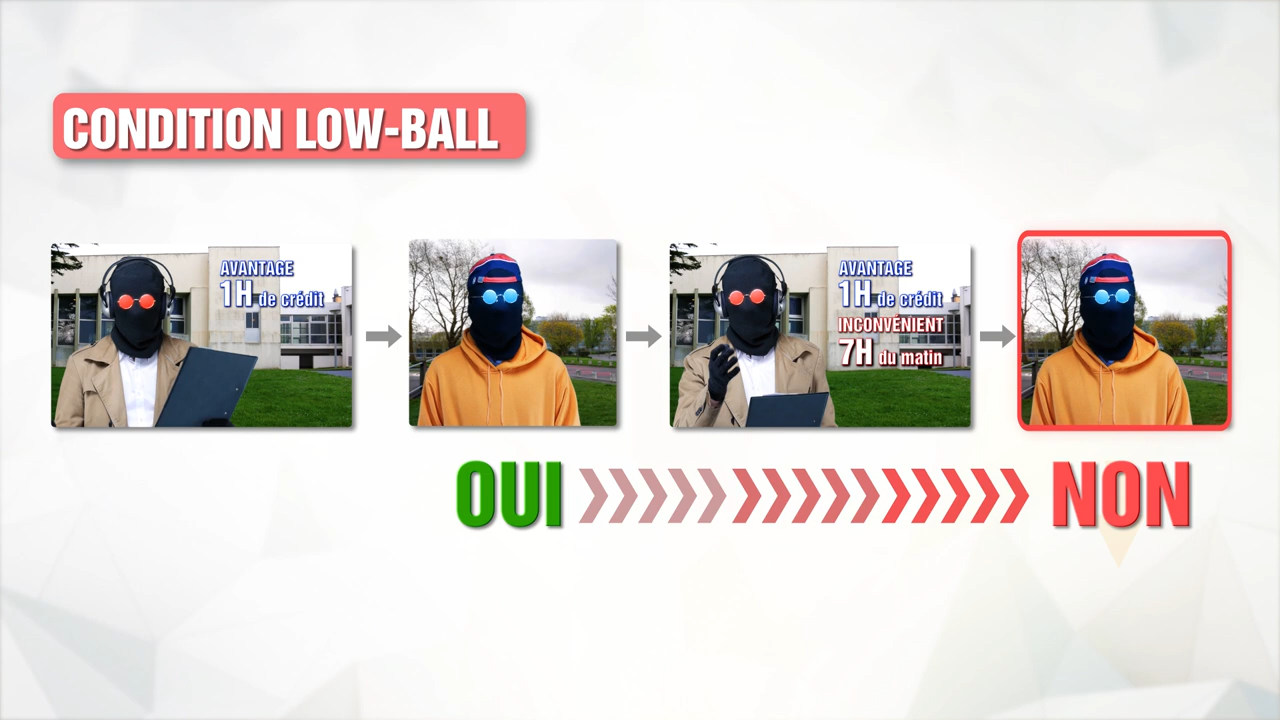 CONDITION LOW-BALL
AVANTAGE
1H de crédit
AVANTAGE
1H de crédit
INCONVÉNIENT
7H du matin
OUI
NON